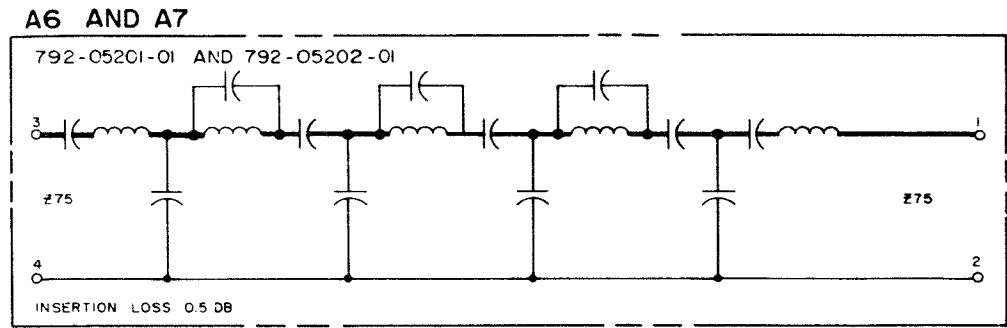 A6 AND A7
792-05201-01 AND 792-05202-01
3
1
Z75
Z75
4
2
INSERTION LOSS 0.5 DB